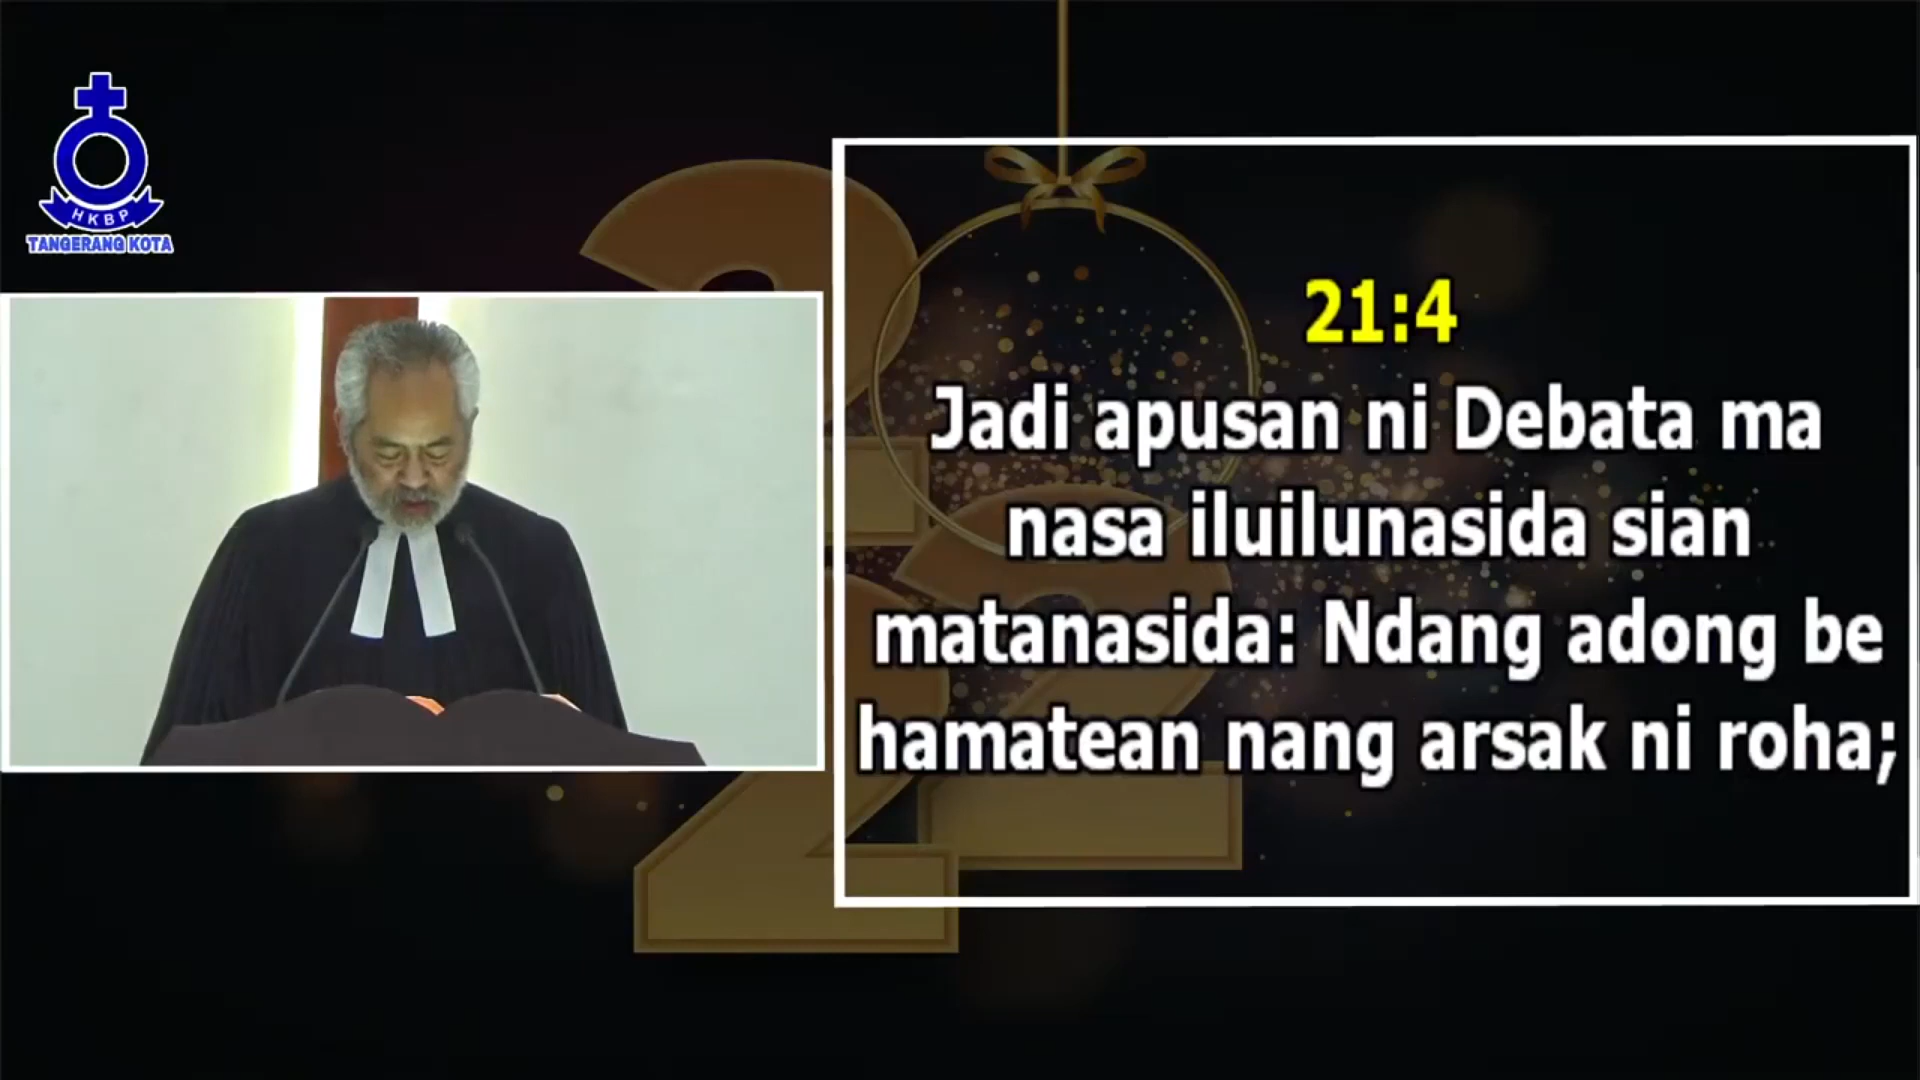 HKBP
TANGERANG KOTA
21:4
Jadi apusan ni Debata ma
nasa iluilunasida sian
matanasida: Ndang adong be
hamatean nang arsak ni roha;